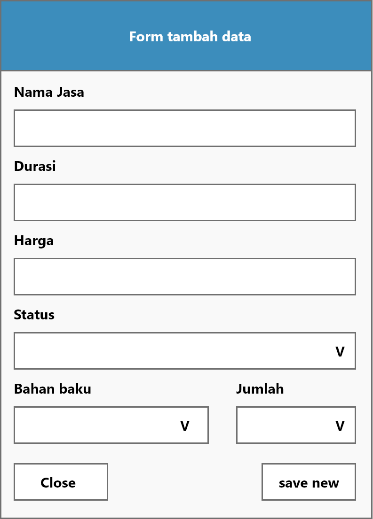 Form tambah data
Nama Jasa
Durasi
Harga
Status
V
Bahan baku Jumlah
V V
Close save new